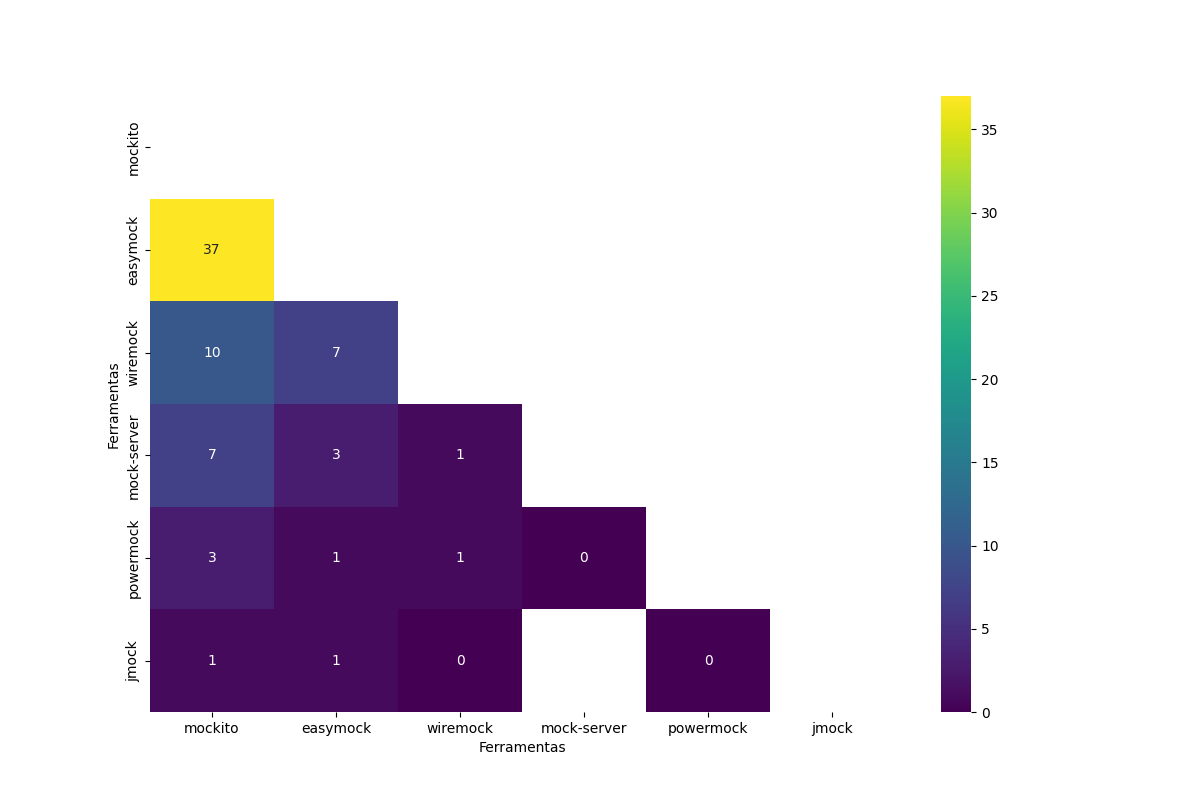 mockito
easymock
wiremock
mock-server
powermock
jmock
Ferramentas
37
10 7
7 3 1
3 1 1 0
1 1 0 0
mockito easymock wiremock mock-server powermock jmock
Ferramentas
35
30
25
20
15
10
5
0